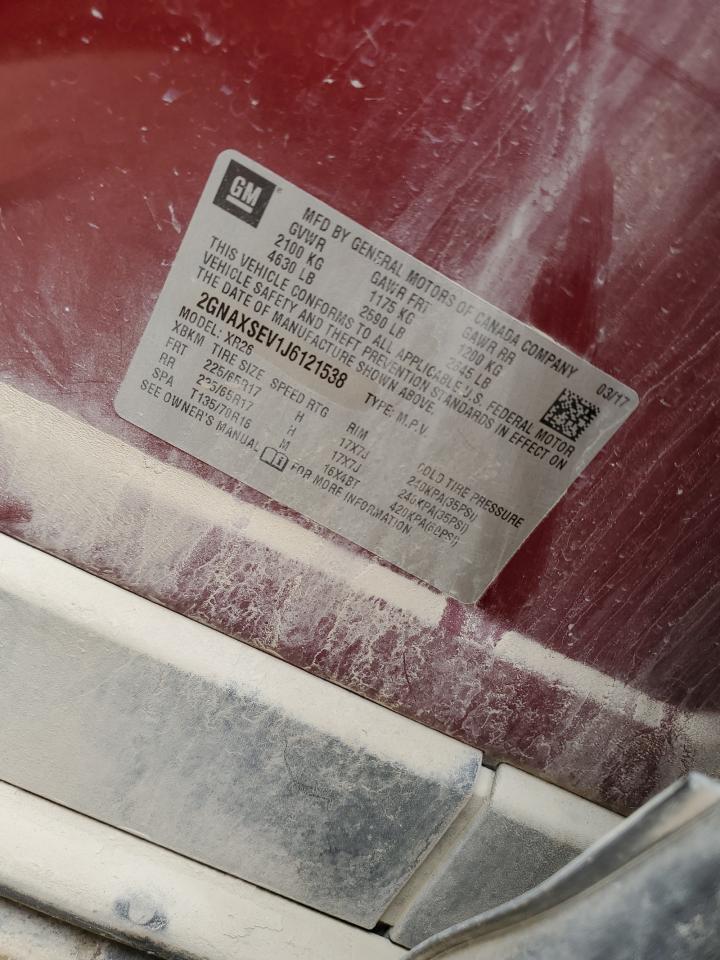 GM
MFD BY GENERAL MOTORS OF CANADA COMPANY 03/17
GVWR GAWR FRT GAWR RR
2100 KG 1175 KG 1200 KG
4630 LB 2590 LB 2645 LB
THIS VEHICLE CONFORMS TO ALL APPLICABLE U.S. FEDERAL MOTOR
VEHICLE SAFETY AND THEFT PREVENTION STANDARDS IN EFFECT ON
THE DATE OF MANUFACTURE SHOWN ABOVE.
2GNAXSEV1J6121538 TYPE: M.P.V.
MODEL: XR26
XBKM TIRE SIZE SPEED RTG RIM COLD TIRE PRESSURE
FRT 225/65R17 H 17X7J 240KPA(35PSI)
RR 225/65R17 H 17X7J 240KPA(35PSI)
SPA T135/70R16 M 16X4BT 420KPA(60PSI)
SEE OWNER'S MANUAL FOR MORE INFORMATION